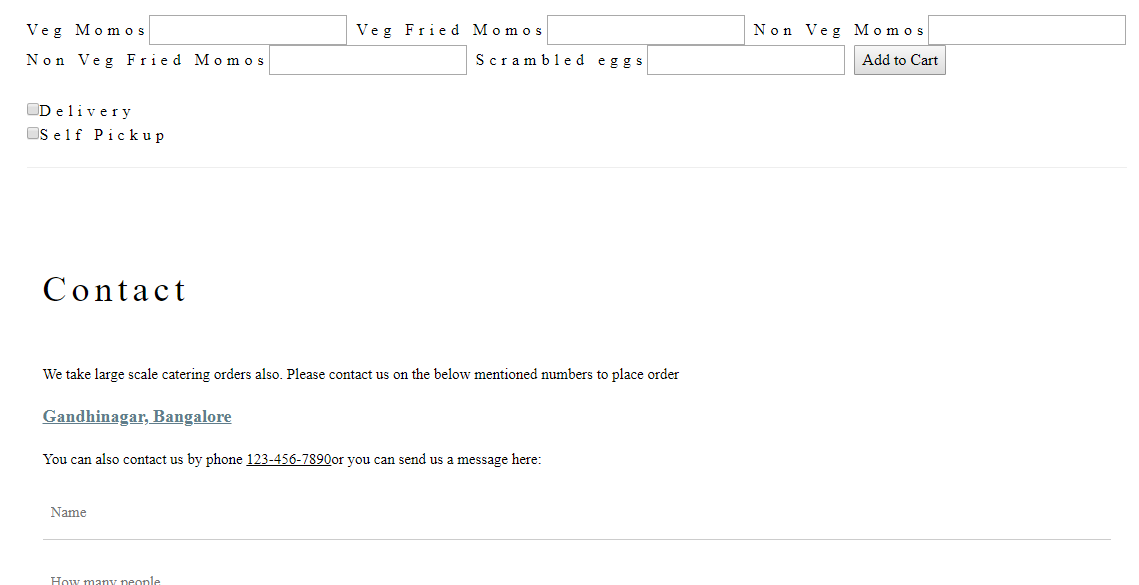 Veg Momos Veg Fried Momos Non Veg Momos
Non Veg Fried Momos Scrambled eggs Add to Cart
Delivery
Self Pickup
Contact
We take large scale catering orders also. Please contact us on the below mentioned numbers to place order
Gandhinagar, Bangalore
You can also contact us by phone 123-456-7890or you can send us a message here:
Name
How many people